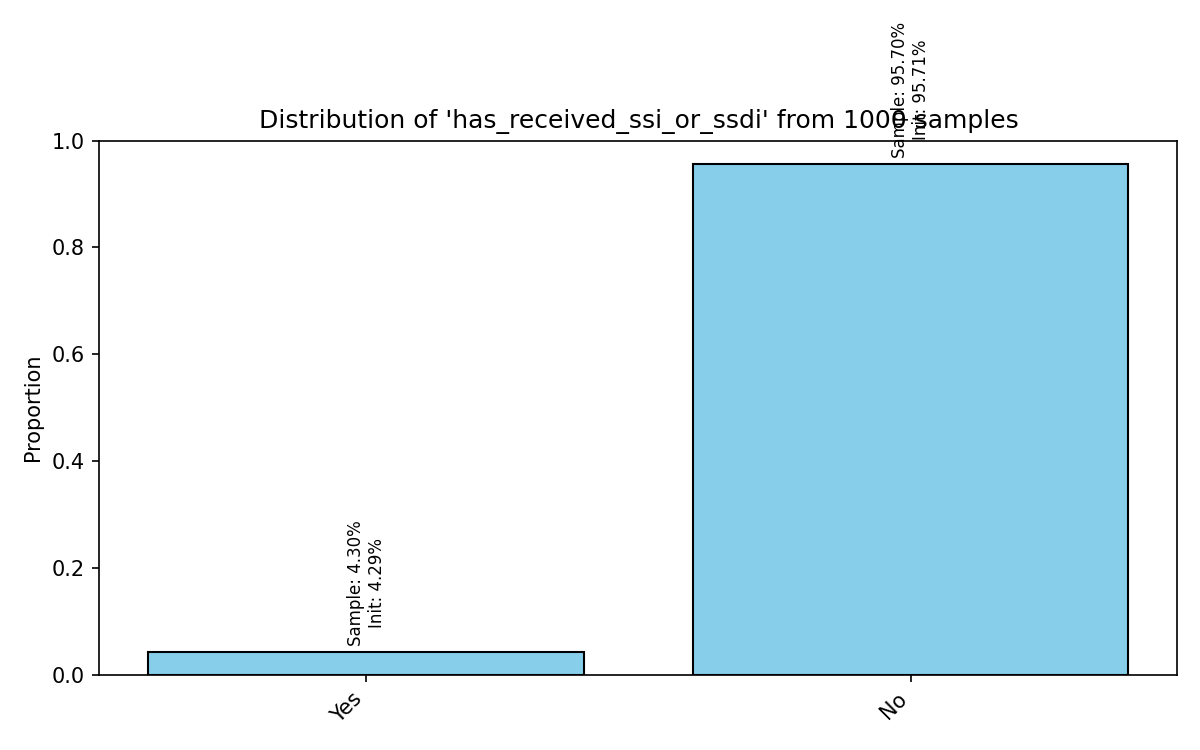 Sample: 95.70%
Init: 95.71%
Distribution of 'has_received_ssi_or_ssdi' from 1000 samples
1.0
0.8
0.6
0.4
0.2
0.0
Proportion
Sample: 4.30%
Init: 4.29%
Yes
No